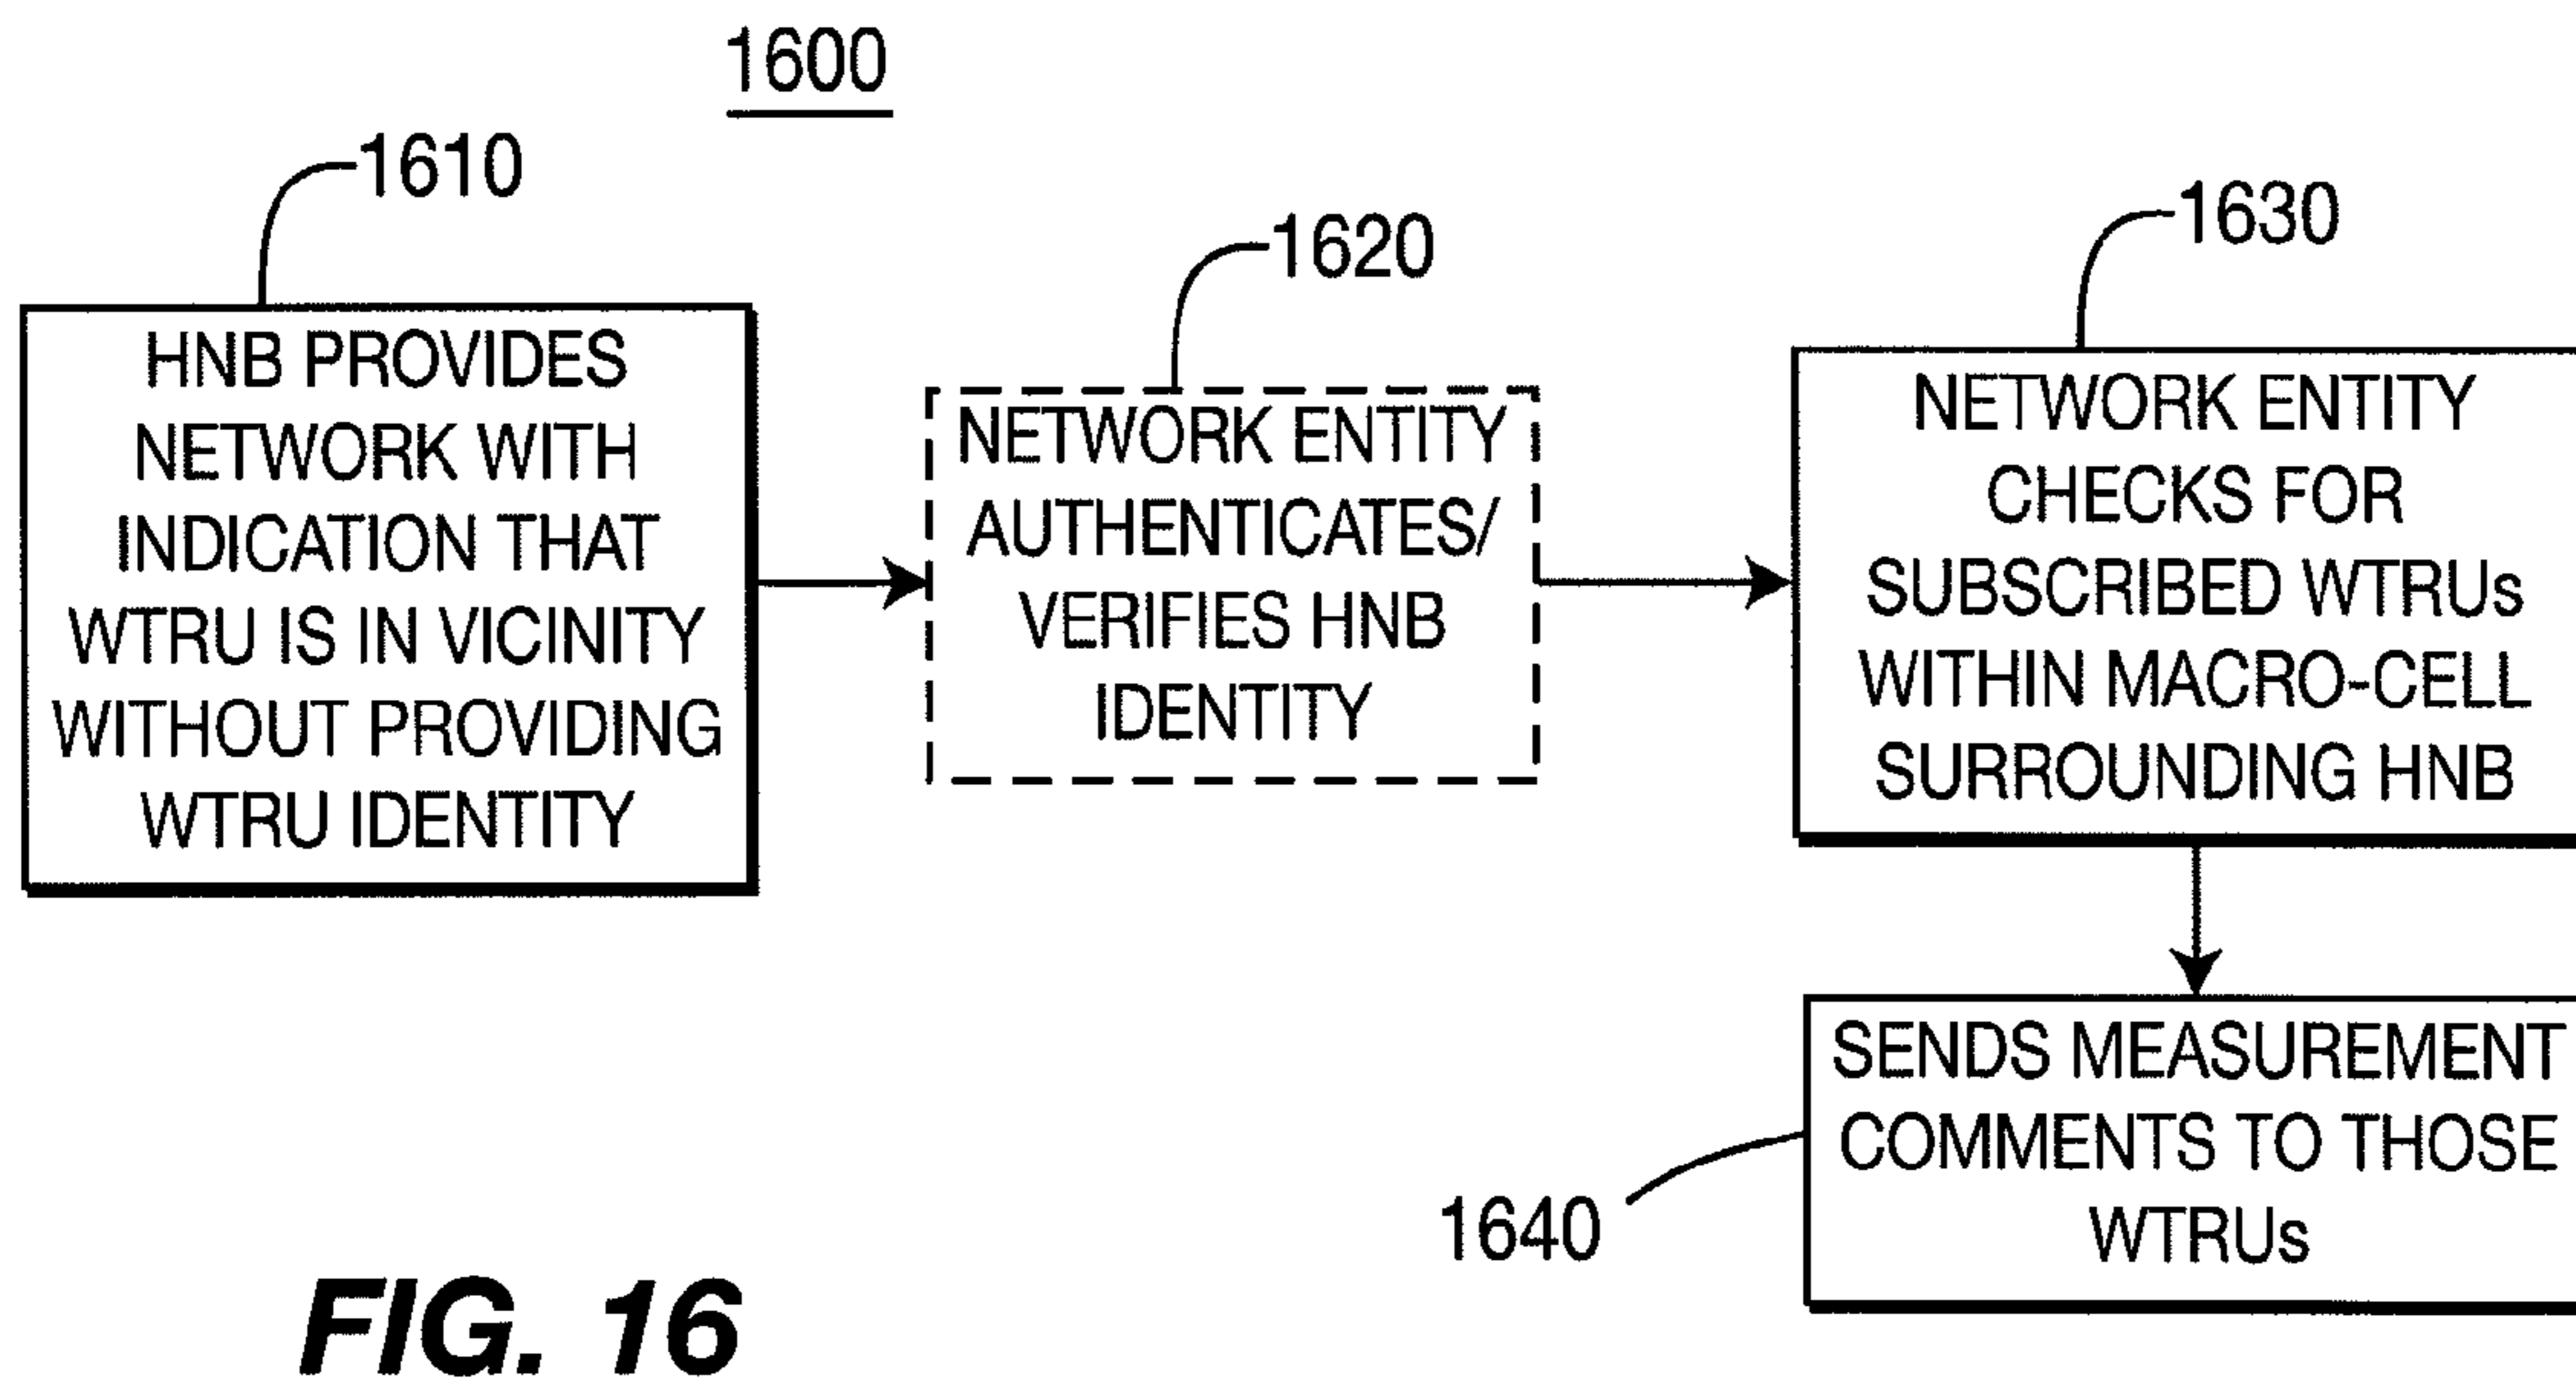 1600
1610
HNB PROVIDES
NETWORK WITH
INDICATION THAT
WTRU IS IN VICINITY
WITHOUT PROVIDING
WTRU IDENTITY
1620
NETWORK ENTITY
AUTHENTICATES/
VERIFIES HNB
IDENTITY
1630
NETWORK ENTITY
CHECKS FOR
SUBSCRIBED WTRUs
WITHIN MACRO-CELL
SURROUNDING HNB
SENDS MEASUREMENT
COMMENTS TO THOSE
WTRUs
1640
FIG. 16